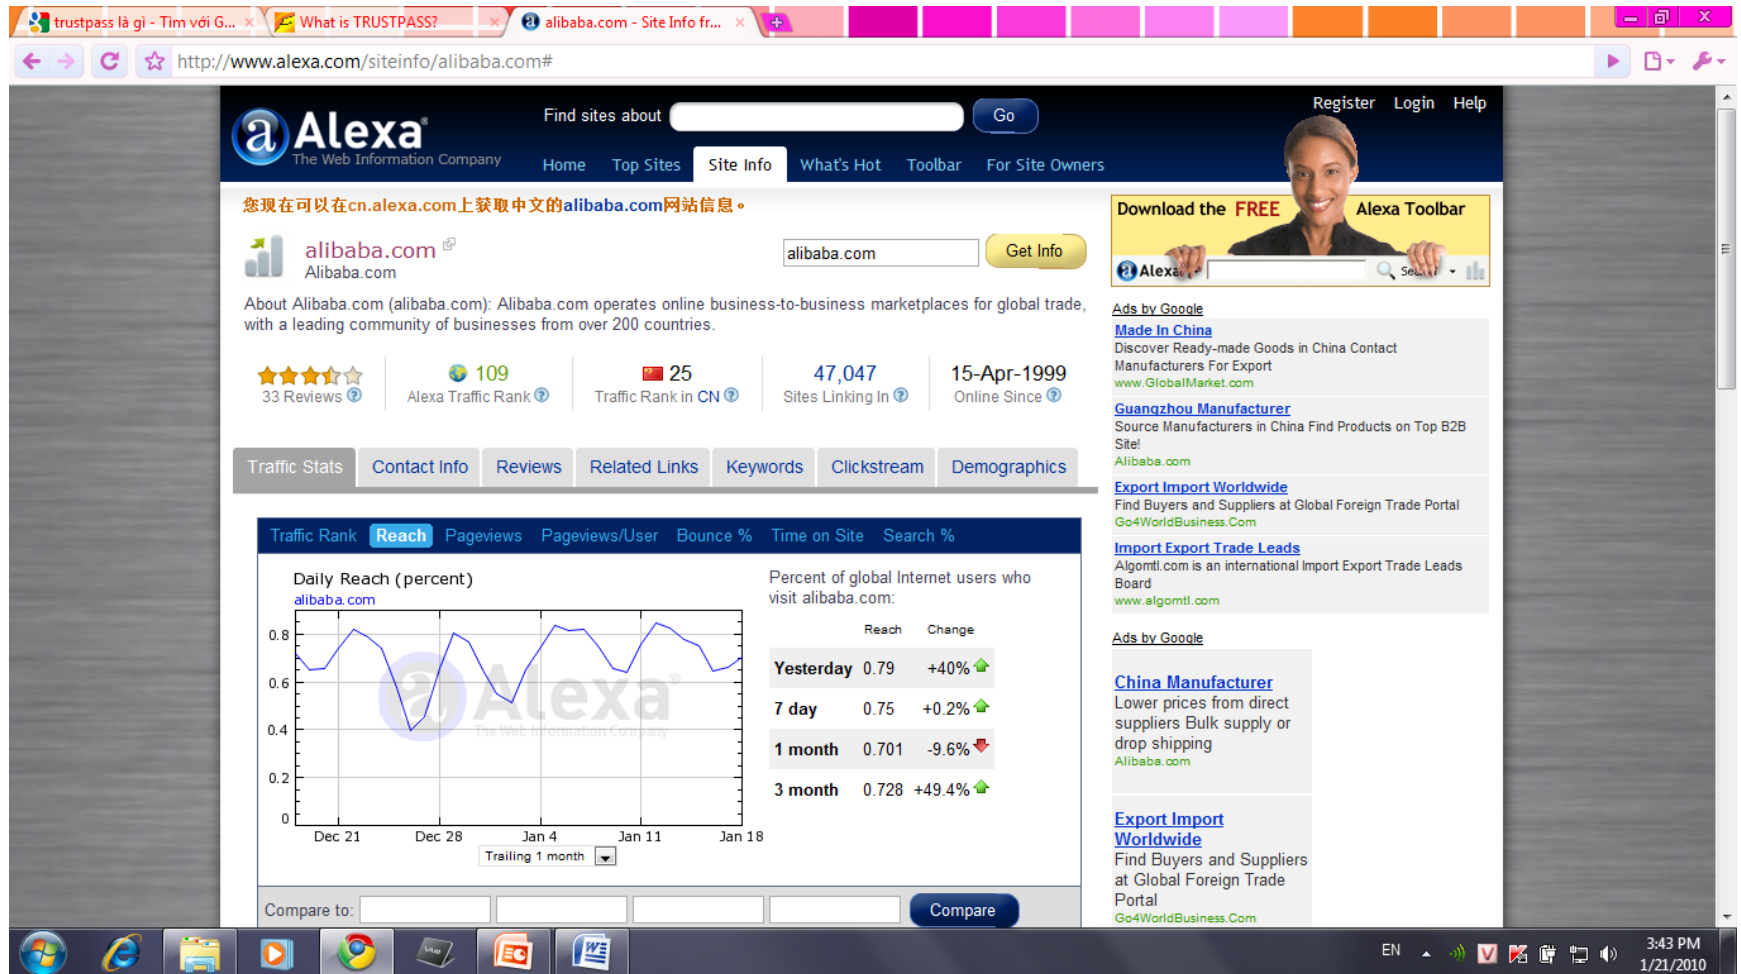 trustpass là gì - Tìm với G...
What is TRUSTPASS?
alibaba.com - Site Info fr...
http://www.alexa.com/siteinfo/alibaba.com#
Register Login Help
Find sites about
Go
a Alexa®
The Web Information Company
Home Top Sites Site Info What's Hot Toolbar For Site Owners
您现在可以在cn.alexa.com上获取中文的alibaba.com网站信息。
alibaba.com
Alibaba.com
alibaba.com
Get Info
About Alibaba.com (alibaba.com): Alibaba.com operates online business-to-business marketplaces for global trade,
with a leading community of businesses from over 200 countries.
33 Reviews ?
109
Alexa Traffic Rank ?
25
Traffic Rank in CN ?
47,047
Sites Linking In ?
15-Apr-1999
Online Since ?
Traffic Stats Contact Info Reviews Related Links Keywords Clickstream Demographics
Traffic Rank Reach Pageviews Pageviews/User Bounce % Time on Site Search %
Daily Reach (percent)
alibaba.com
0.8
0.6
0.4
0.2
0
a Alexa®
The Web Information Company
Dec 21 Dec 28 Jan 4 Jan 11 Jan 18
Trailing 1 month
Percent of global Internet users who
visit alibaba.com:
Reach Change
Yesterday 0.79 +40%
7 day 0.75 +0.2%
1 month 0.701 -9.6%
3 month 0.728 +49.4%
Compare to:
Compare
Download the FREE Alexa Toolbar
a Alexa
Ads by Google
Made In China
Discover Ready-made Goods in China Contact
Manufacturers For Export
www.GlobalMarket.com
Guangzhou Manufacturer
Source Manufacturers in China Find Products on Top B2B
Site!
Alibaba.com
Export Import Worldwide
Find Buyers and Suppliers at Global Foreign Trade Portal
Go4WorldBusiness.Com
Import Export Trade Leads
Algomtl.com is an international Import Export Trade Leads
Board
www.algomtl.com
Ads by Google
China Manufacturer
Lower prices from direct
suppliers Bulk supply or
drop shipping
Alibaba.com
Export Import
Worldwide
Find Buyers and Suppliers
at Global Foreign Trade
Portal
Go4WorldBusiness.Com
EN
3:43 PM
1/21/2010